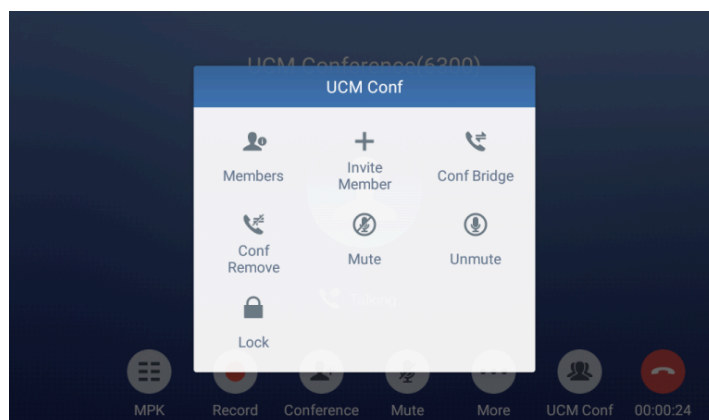 UCM Conference(6300)
UCM Conf
Members
Invite
Member
Conf Bridge
Conf
Remove
Mute
Unmute
Talking
Lock
MPK
Record
Conference
Mute
More
UCM Conf
00:00:24